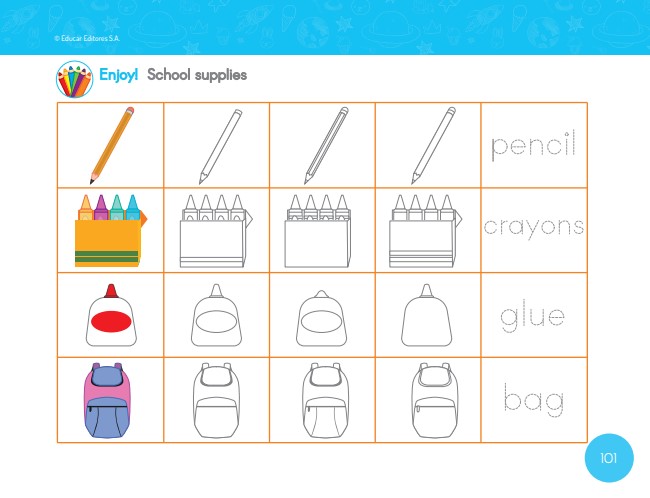 © Educar Editores S.A.
Enjoy! School supplies
pencil
crayons
glue
bag
101